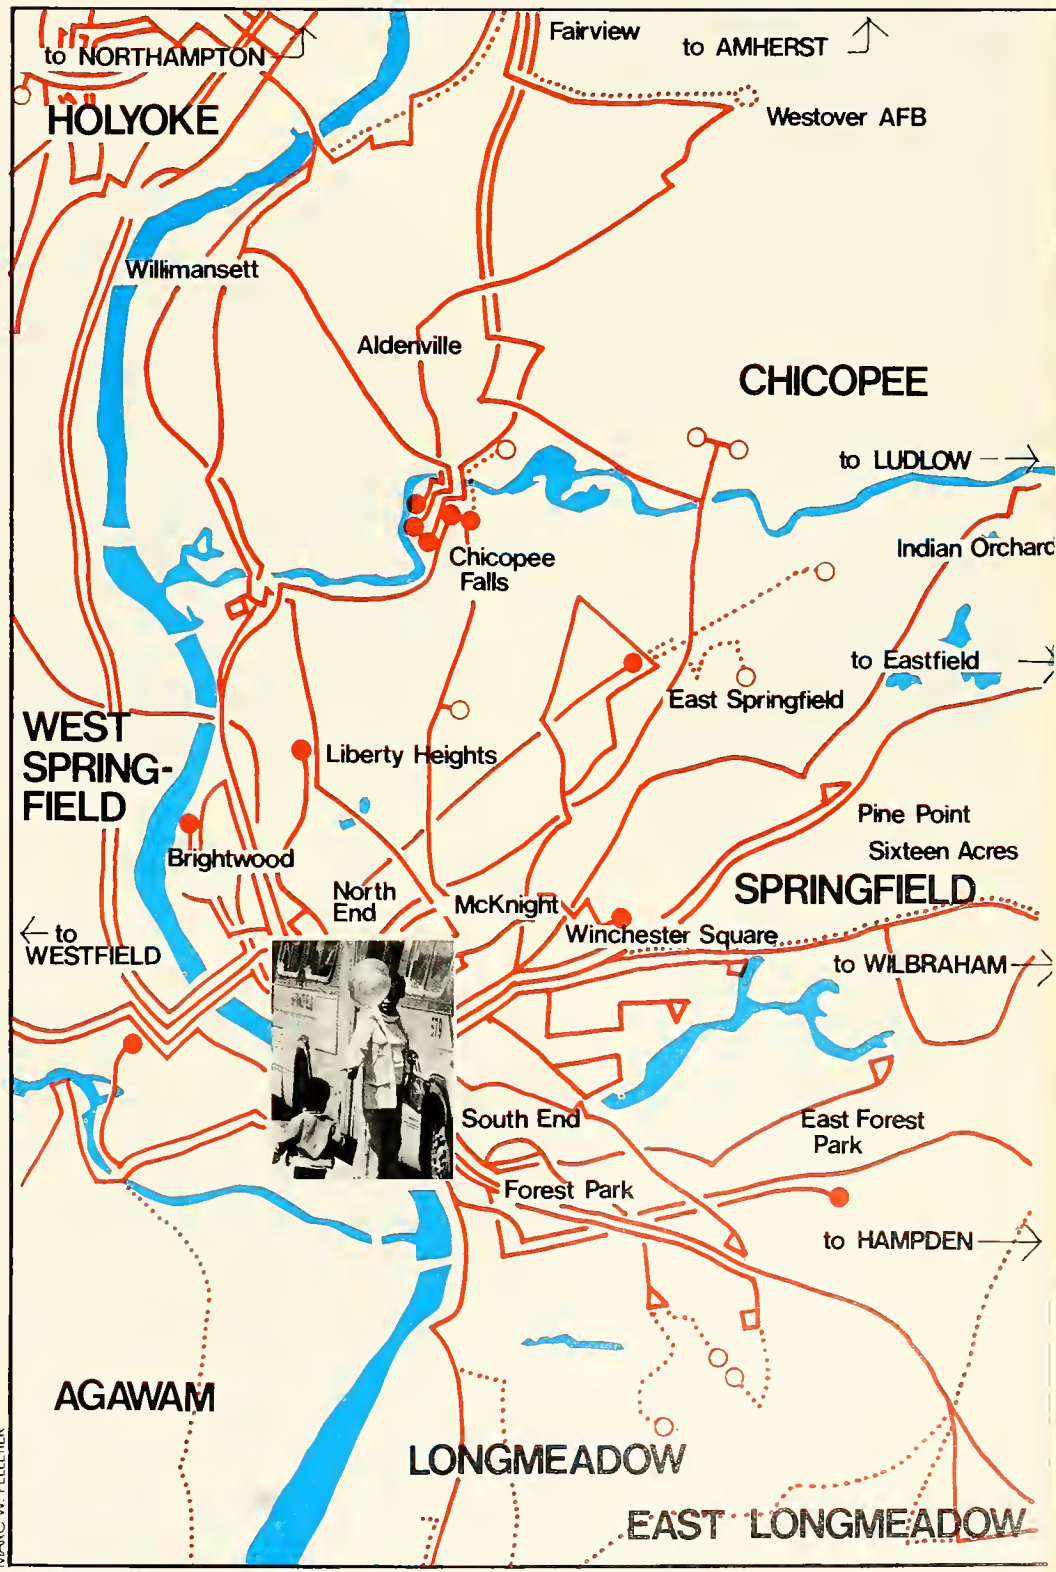 Fairview
to AMHERST
to NORTHAMPTON
HOLYOKE
Westover AFB
Willimansett
Aldenville
CHICOPEE
to LUDLOW
Indian Orchard
Chicopee
Falls
to Eastfield
East Springfield
WEST
SPRING-
FIELD
Liberty Heights
Pine Point
Sixteen Acres
Brightwood
SPRINGFIELD
North
End
McKnight
Winchester Square
to
WESTFIELD
to WILBRAHAM
South End
East Forest
Park
Forest Park
to HAMPDEN
AGAWAM
LONGMEADOW
EAST LONGMEADOW
MARC W. PELLETIER